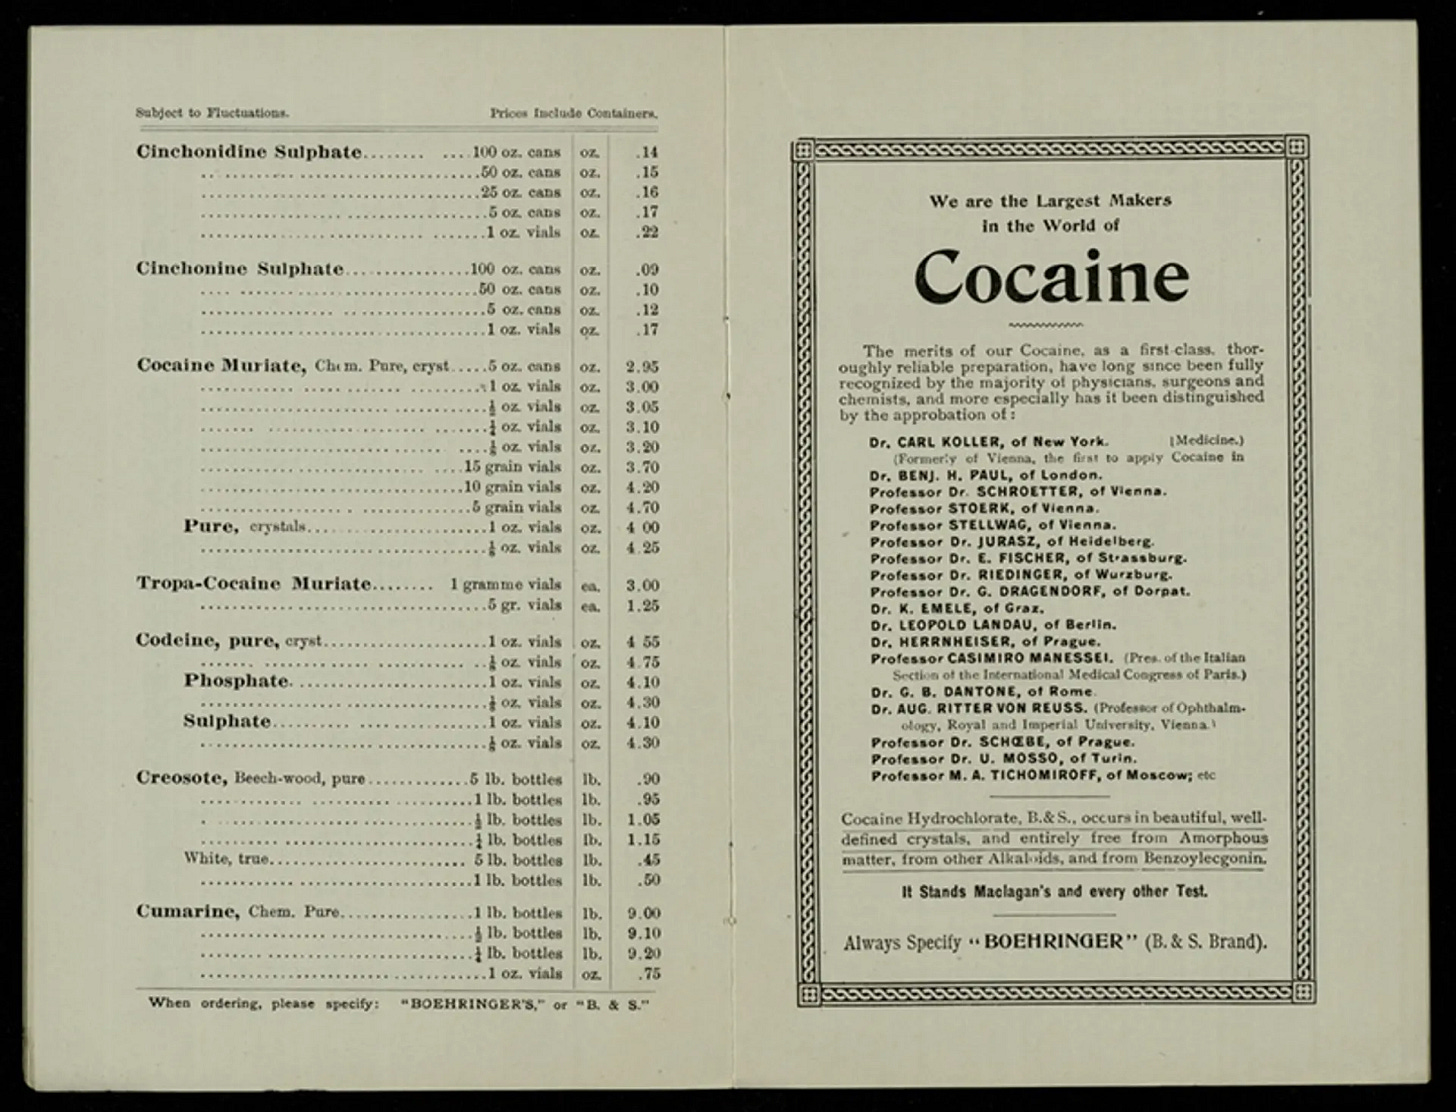 Subject to Fluctuations. Prices Include Containers.
Cinchonidine Sulphate........ ....100 oz. cans oz. .14
50 oz. cans oz. .15
25 oz. cans oz. .16
5 oz. cans oz. .17
1 oz. vials oz. .22
Cinchonine Sulphate................100 oz. cans oz. .09
50 oz. cans oz. .10
5 oz. cans oz. .12
1 oz. vials oz. .17
Cocaine Muriate, Chem. Pure, cryst.....5 oz. cans oz. 2.95
1 oz. vials oz. 3.00
½ oz. vials oz. 3.05
¼ oz. vials oz. 3.10
⅛ oz. vials oz. 3.20
15 grain vials oz. 3.70
10 grain vials oz. 4.20
5 grain vials oz. 4.70
Pure, crystals.......................1 oz. vials oz. 4 00
⅛ oz. vials oz. 4 25
Tropa-Cocaine Muriate........ 1 gramme vials ea. 3.00
5 gr. vials ea. 1.25
Codeine, pure, cryst.....................1 oz. vials oz. 4 55
⅛ oz. vials oz. 4.75
Phosphate.........................1 oz. vials oz. 4.10
⅛ oz. vials oz. 4.30
Sulphate...........................1 oz. vials oz. 4.10
⅛ oz. vials oz. 4.30
Creosote, Beech-wood, pure.............5 lb. bottles lb. .90
1 lb. bottles lb. .95
½ lb. bottles lb. 1.05
¼ lb. bottles lb. 1.15
White, true......................... 5 lb. bottles lb. .45
1 lb. bottles lb. .50
Cumarine, Chem. Pure.................1 lb. bottles lb. 9.00
½ lb. bottles lb. 9.10
¼ lb. bottles lb. 9.20
1 oz. vials oz. .75
When ordering, please specify: "BOEHRINGER'S," or "B. & S."
We are the Largest Makers
in the World of
Cocaine
The merits of our Cocaine, as a first-class, thor-
oughly reliable preparation, have long since been fully
recognized by the majority of physicians, surgeons and
chemists, and more especially has it been distinguished
by the approbation of:
Dr. CARL KOLLER, of New York. (Medicine.)
(Formerly of Vienna, the first to apply Cocaine in
Dr. BENJ. H. PAUL, of London.
Professor Dr. SCHROETTER, of Vienna.
Professor STOERK, of Vienna.
Professor STELLWAG, of Vienna.
Professor Dr. JURASZ, of Heidelberg.
Professor Dr. E. FISCHER, of Strassburg.
Professor Dr. RIEDINGER, of Wurzburg.
Professor Dr. G. DRAGENDORF, of Dorpat.
Dr. K. EMELE, of Graz.
Dr. LEOPOLD LANDAU, of Berlin.
Dr. HERRNHEISER, of Prague.
Professor CASIMIRO MANESSEI. (Pres. of the Italian
Section of the International Medical Congress of Paris.)
Dr. G. B. DANTONE, of Rome.
Dr. AUG. RITTER VON REUSS. (Professor of Ophthalm-
ology, Royal and Imperial University, Vienna.)
Professor Dr. SCHŒBE, of Prague.
Professor Dr. U. MOSSO, of Turin.
Professor M. A. TICHOMIROFF, of Moscow; etc
Cocaine Hydrochlorate, B.& S., occurs in beautiful, well-
defined crystals, and entirely free from Amorphous
matter, from other Alkaloids, and from Benzoylecgonin.
It Stands Maclagan's and every other Test.
Always Specify "BOEHRINGER" (B. & S. Brand).